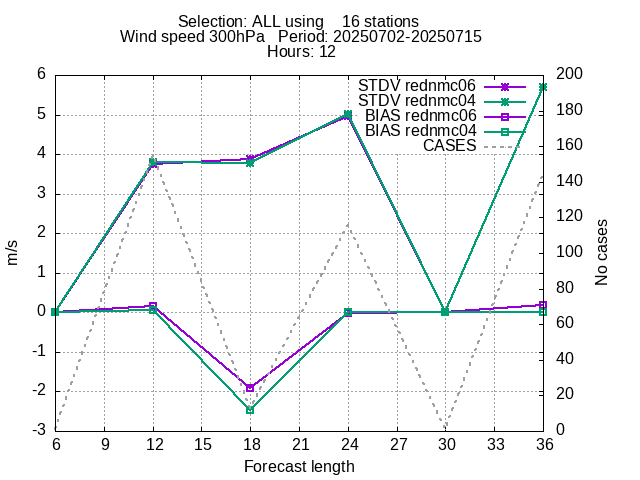 Selection: ALL using    16 stations
Wind speed 300hPa   Period: 20250702-20250715
Hours: 12
STDV rednmc06
STDV rednmc04
BIAS rednmc06
BIAS rednmc04
CASES
6
5
4
3
2
1
0
-1
-2
-3
m/s
200
180
160
140
120
100
80
60
40
20
0
No cases
6 9 12 15 18 21 24 27 30 33 36
Forecast length